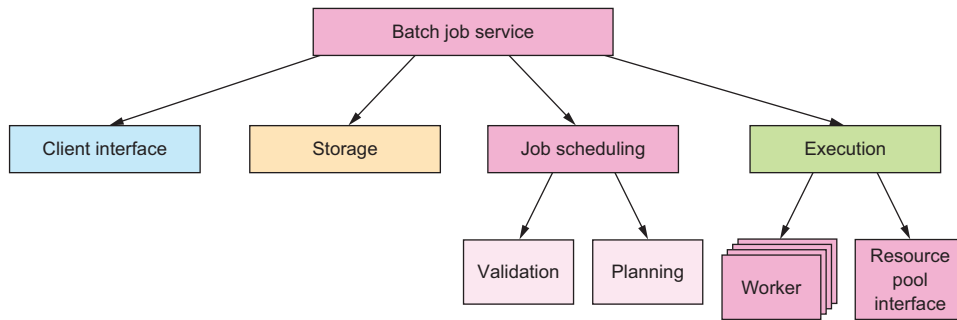 Batch job service
Client interface
Storage
Job scheduling
Execution
Validation
Planning
Worker
Resource
pool
interface